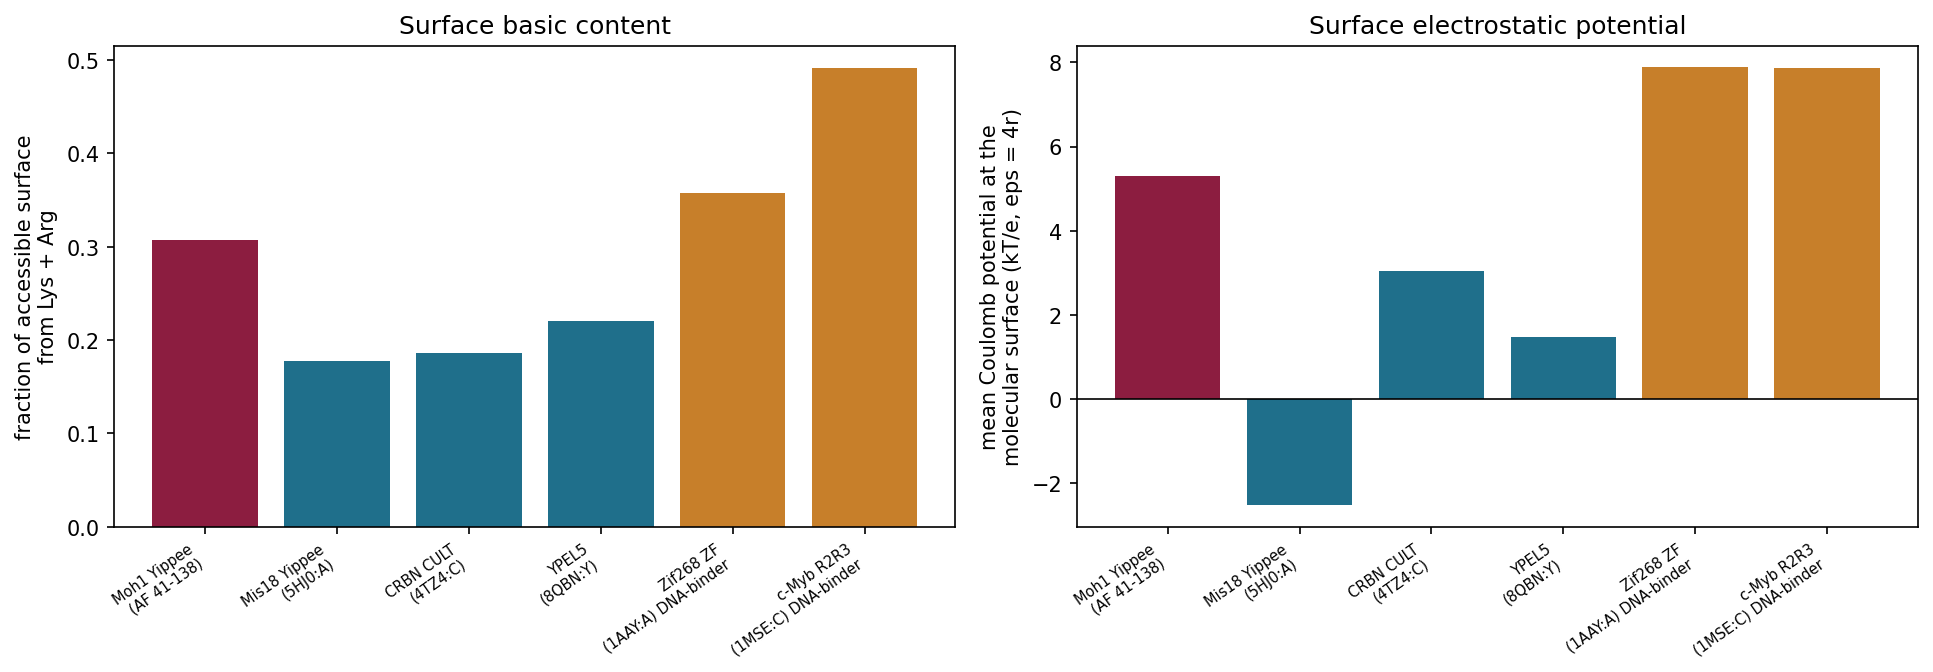 Surface basic content
fraction of accessible surface
from Lys + Arg
0.5
0.4
0.3
0.2
0.1
0.0
Moh1 Yippee
(AF 41-138)
Mis18 Yippee
(5HJ0:A)
CRBN CULT
(4TZ4:C)
YPEL5
(8QBN:Y)
Zif268 ZF
(1AAY:A) DNA-binder
c-Myb R2R3
(1MSE:C) DNA-binder
Surface electrostatic potential
mean Coulomb potential at the
molecular surface (kT/e, eps = 4r)
8
6
4
2
0
−2
Moh1 Yippee
(AF 41-138)
Mis18 Yippee
(5HJ0:A)
CRBN CULT
(4TZ4:C)
YPEL5
(8QBN:Y)
Zif268 ZF
(1AAY:A) DNA-binder
c-Myb R2R3
(1MSE:C) DNA-binder